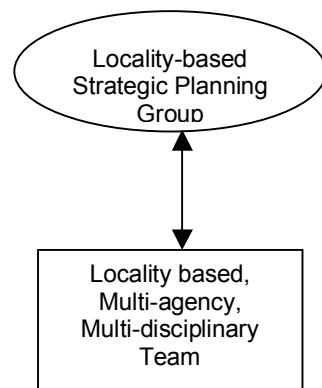 Locality-based
Strategic Planning
Group
Locality based,
Multi-agency,
Multi-disciplinary
Team